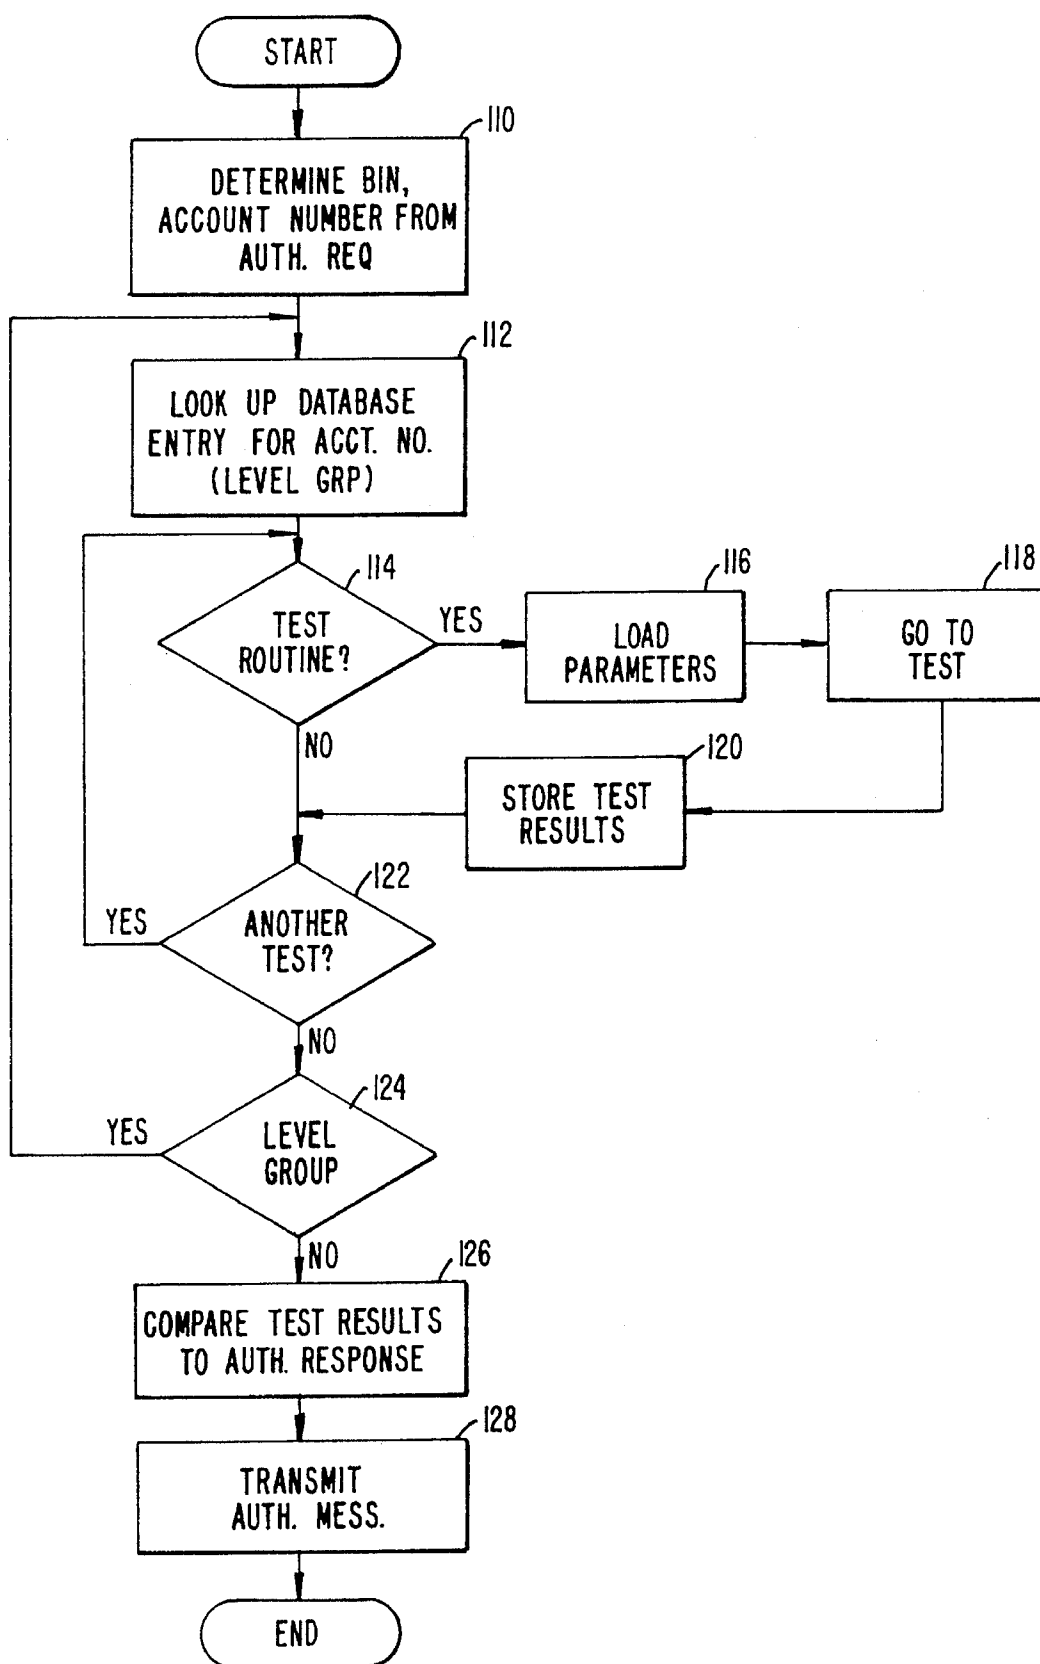 START
110
DETERMINE BIN,
ACCOUNT NUMBER FROM
AUTH. REQ
112
LOOK UP DATABASE
ENTRY FOR ACCT. NO.
(LEVEL GRP)
114
TEST
ROUTINE?
YES
116
LOAD
PARAMETERS
118
GO TO
TEST
NO
120
STORE TEST
RESULTS
122
ANOTHER
TEST?
YES
NO
124
LEVEL
GROUP
YES
NO
126
COMPARE TEST RESULTS
TO AUTH. RESPONSE
128
TRANSMIT
AUTH. MESS.
END